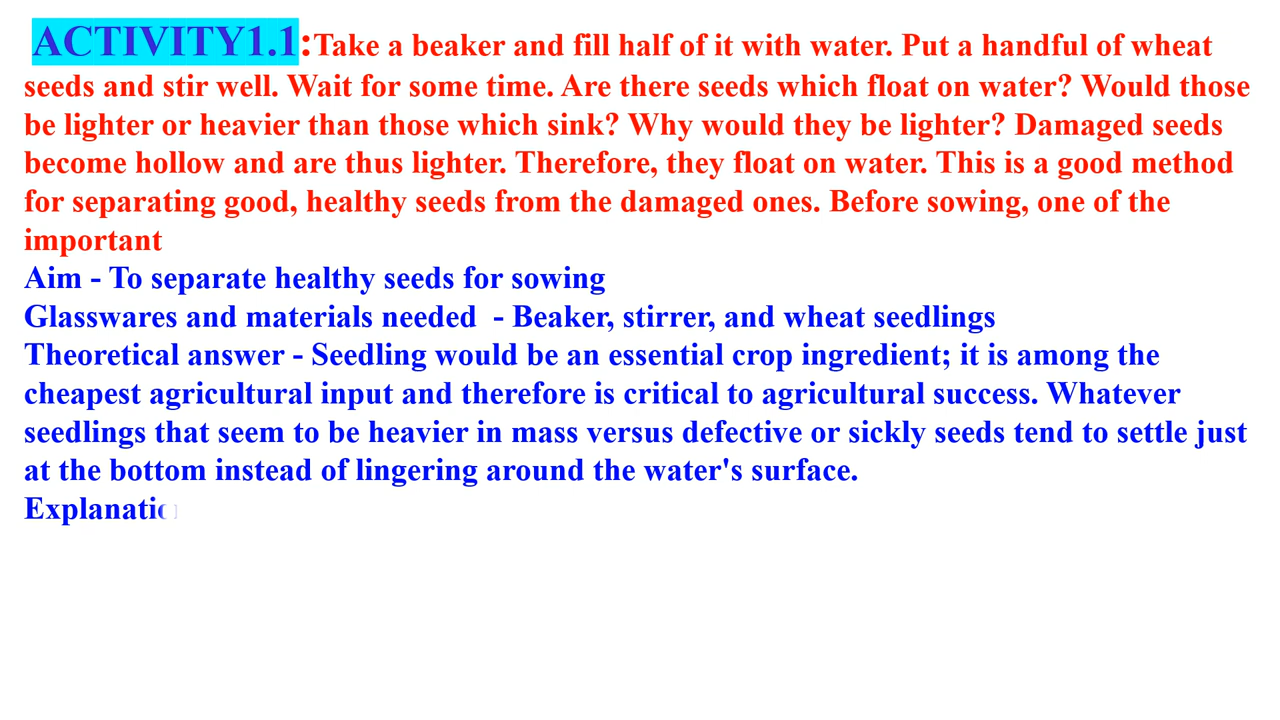 ACTIVITY1.1:Take a beaker and fill half of it with water. Put a handful of wheat
seeds and stir well. Wait for some time. Are there seeds which float on water? Would those
be lighter or heavier than those which sink? Why would they be lighter? Damaged seeds
become hollow and are thus lighter. Therefore, they float on water. This is a good method
for separating good, healthy seeds from the damaged ones. Before sowing, one of the
important
Aim - To separate healthy seeds for sowing
Glasswares and materials needed - Beaker, stirrer, and wheat seedlings
Theoretical answer - Seedling would be an essential crop ingredient; it is among the
cheapest agricultural input and therefore is critical to agricultural success. Whatever
seedlings that seem to be heavier in mass versus defective or sickly seeds tend to settle just
at the bottom instead of lingering around the water's surface.
Explanation